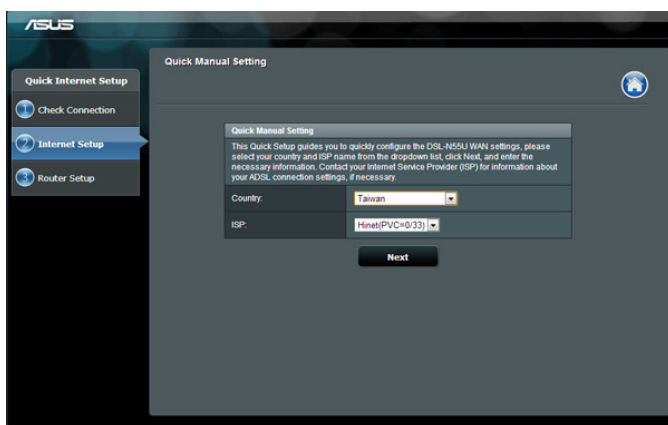 ASUS
Quick Internet Setup
1 Check Connection
2 Internet Setup
3 Router Setup
Quick Manual Setting
Quick Manual Setting
This Quick Setup guides you to quickly configure the DSL-N55U WAN settings, please
select your country and ISP name from the dropdown list, click Next, and enter the
necessary information. Contact your Internet Service Provider (ISP) for information about
your ADSL connection settings, if necessary.
Country: Taiwan
ISP: Hinet(PVC=0/33)
Next